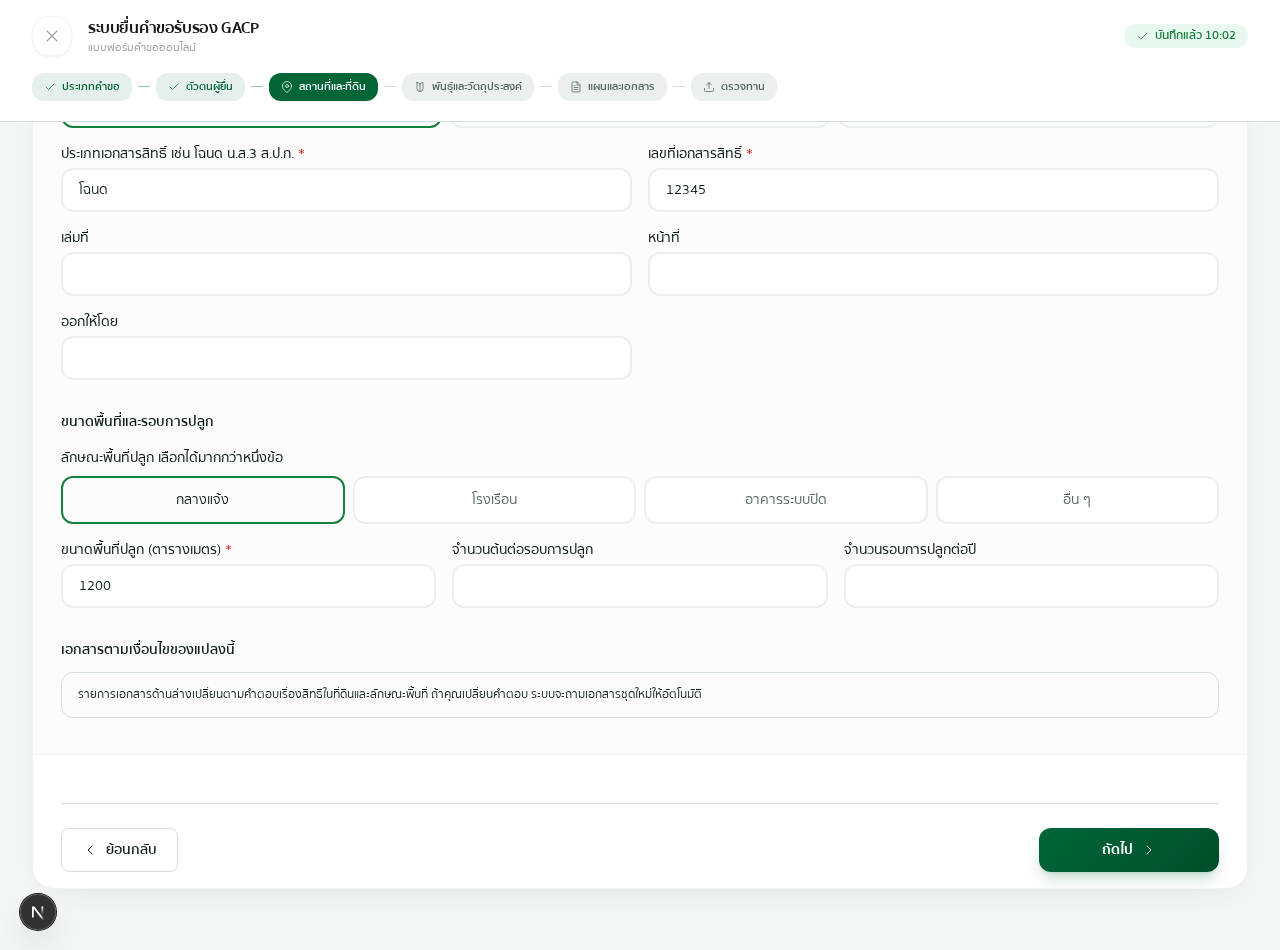 ระบบยื่นคำขอรับรอง GACP
แบบฟอร์มคำขอออนไลน์
บันทึกแล้ว 10:02
ประเภทคำขอ
ตัวตนผู้ยื่น
สถานที่และที่ดิน
พันธุ์และวัตถุประสงค์
แผนและเอกสาร
ตรวจทาน
ประเภทเอกสารสิทธิ์ เช่น โฉนด น.ส.3 ส.ป.ก. *
เลขที่เอกสารสิทธิ์ *
โฉนด
12345
เล่มที่
หน้าที่
ออกให้โดย
ขนาดพื้นที่และรอบการปลูก
ลักษณะพื้นที่ปลูก เลือกได้มากกว่าหนึ่งข้อ
กลางแจ้ง
โรงเรือน
อาคารระบบปิด
อื่น ๆ
ขนาดพื้นที่ปลูก (ตารางเมตร) *
จำนวนต้นต่อรอบการปลูก
จำนวนรอบการปลูกต่อปี
1200
เอกสารตามเงื่อนไขของแปลงนี้
รายการเอกสารด้านล่างเปลี่ยนตามคำตอบเรื่องสิทธิในที่ดินและลักษณะพื้นที่ ถ้าคุณเปลี่ยนคำตอบ ระบบจะถามเอกสารชุดใหม่ให้อัตโนมัติ
ย้อนกลับ
ถัดไป
N